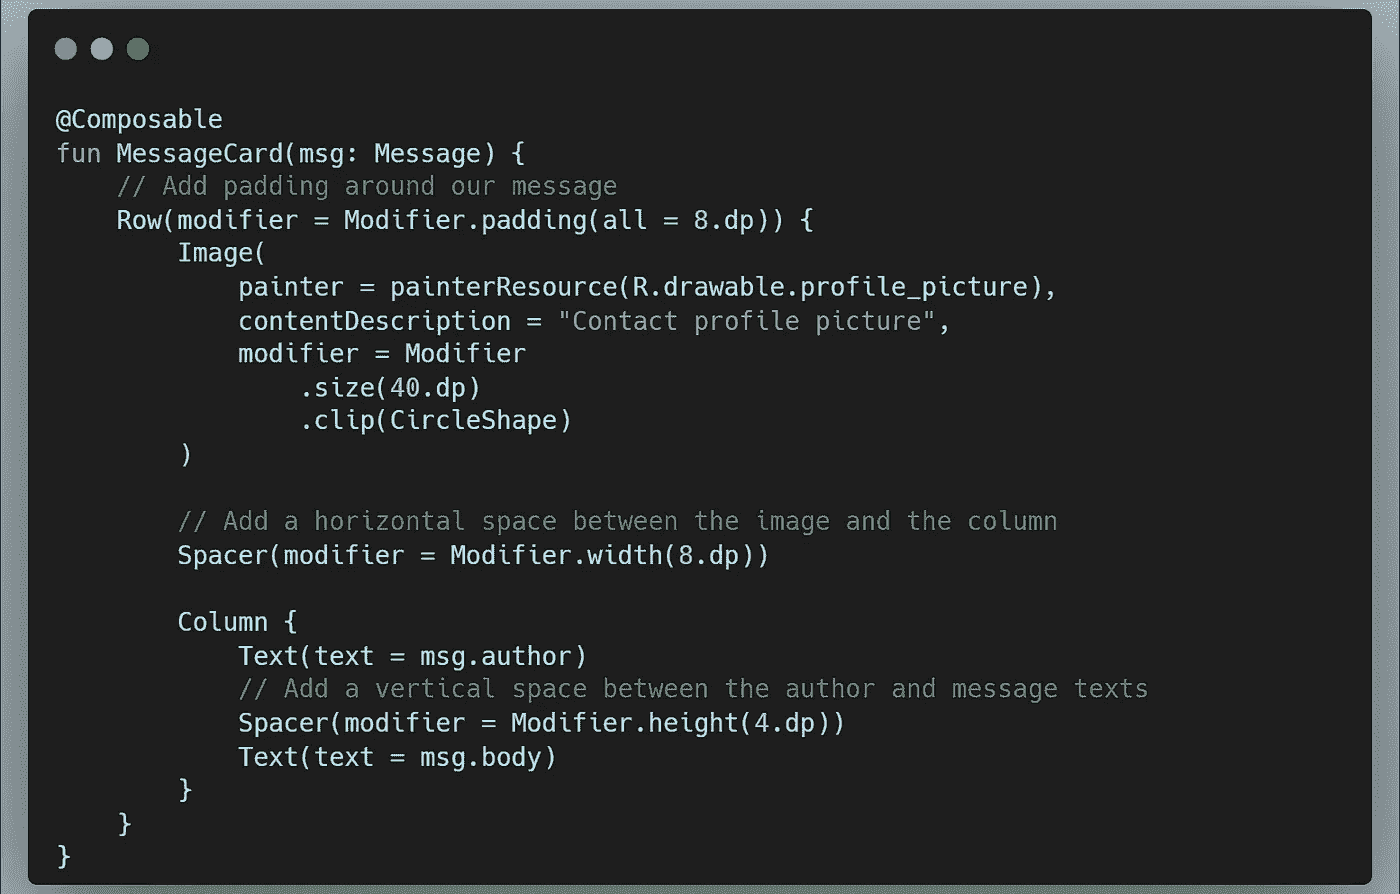 @Composable
fun MessageCard(msg: Message) {
    // Add padding around our message
    Row(modifier = Modifier.padding(all = 8.dp)) {
        Image(
            painter = painterResource(R.drawable.profile_picture),
            contentDescription = "Contact profile picture",
            modifier = Modifier
                .size(40.dp)
                .clip(CircleShape)
        )

        // Add a horizontal space between the image and the column
        Spacer(modifier = Modifier.width(8.dp))

        Column {
            Text(text = msg.author)
            // Add a vertical space between the author and message texts
            Spacer(modifier = Modifier.height(4.dp))
            Text(text = msg.body)
        }
    }
}